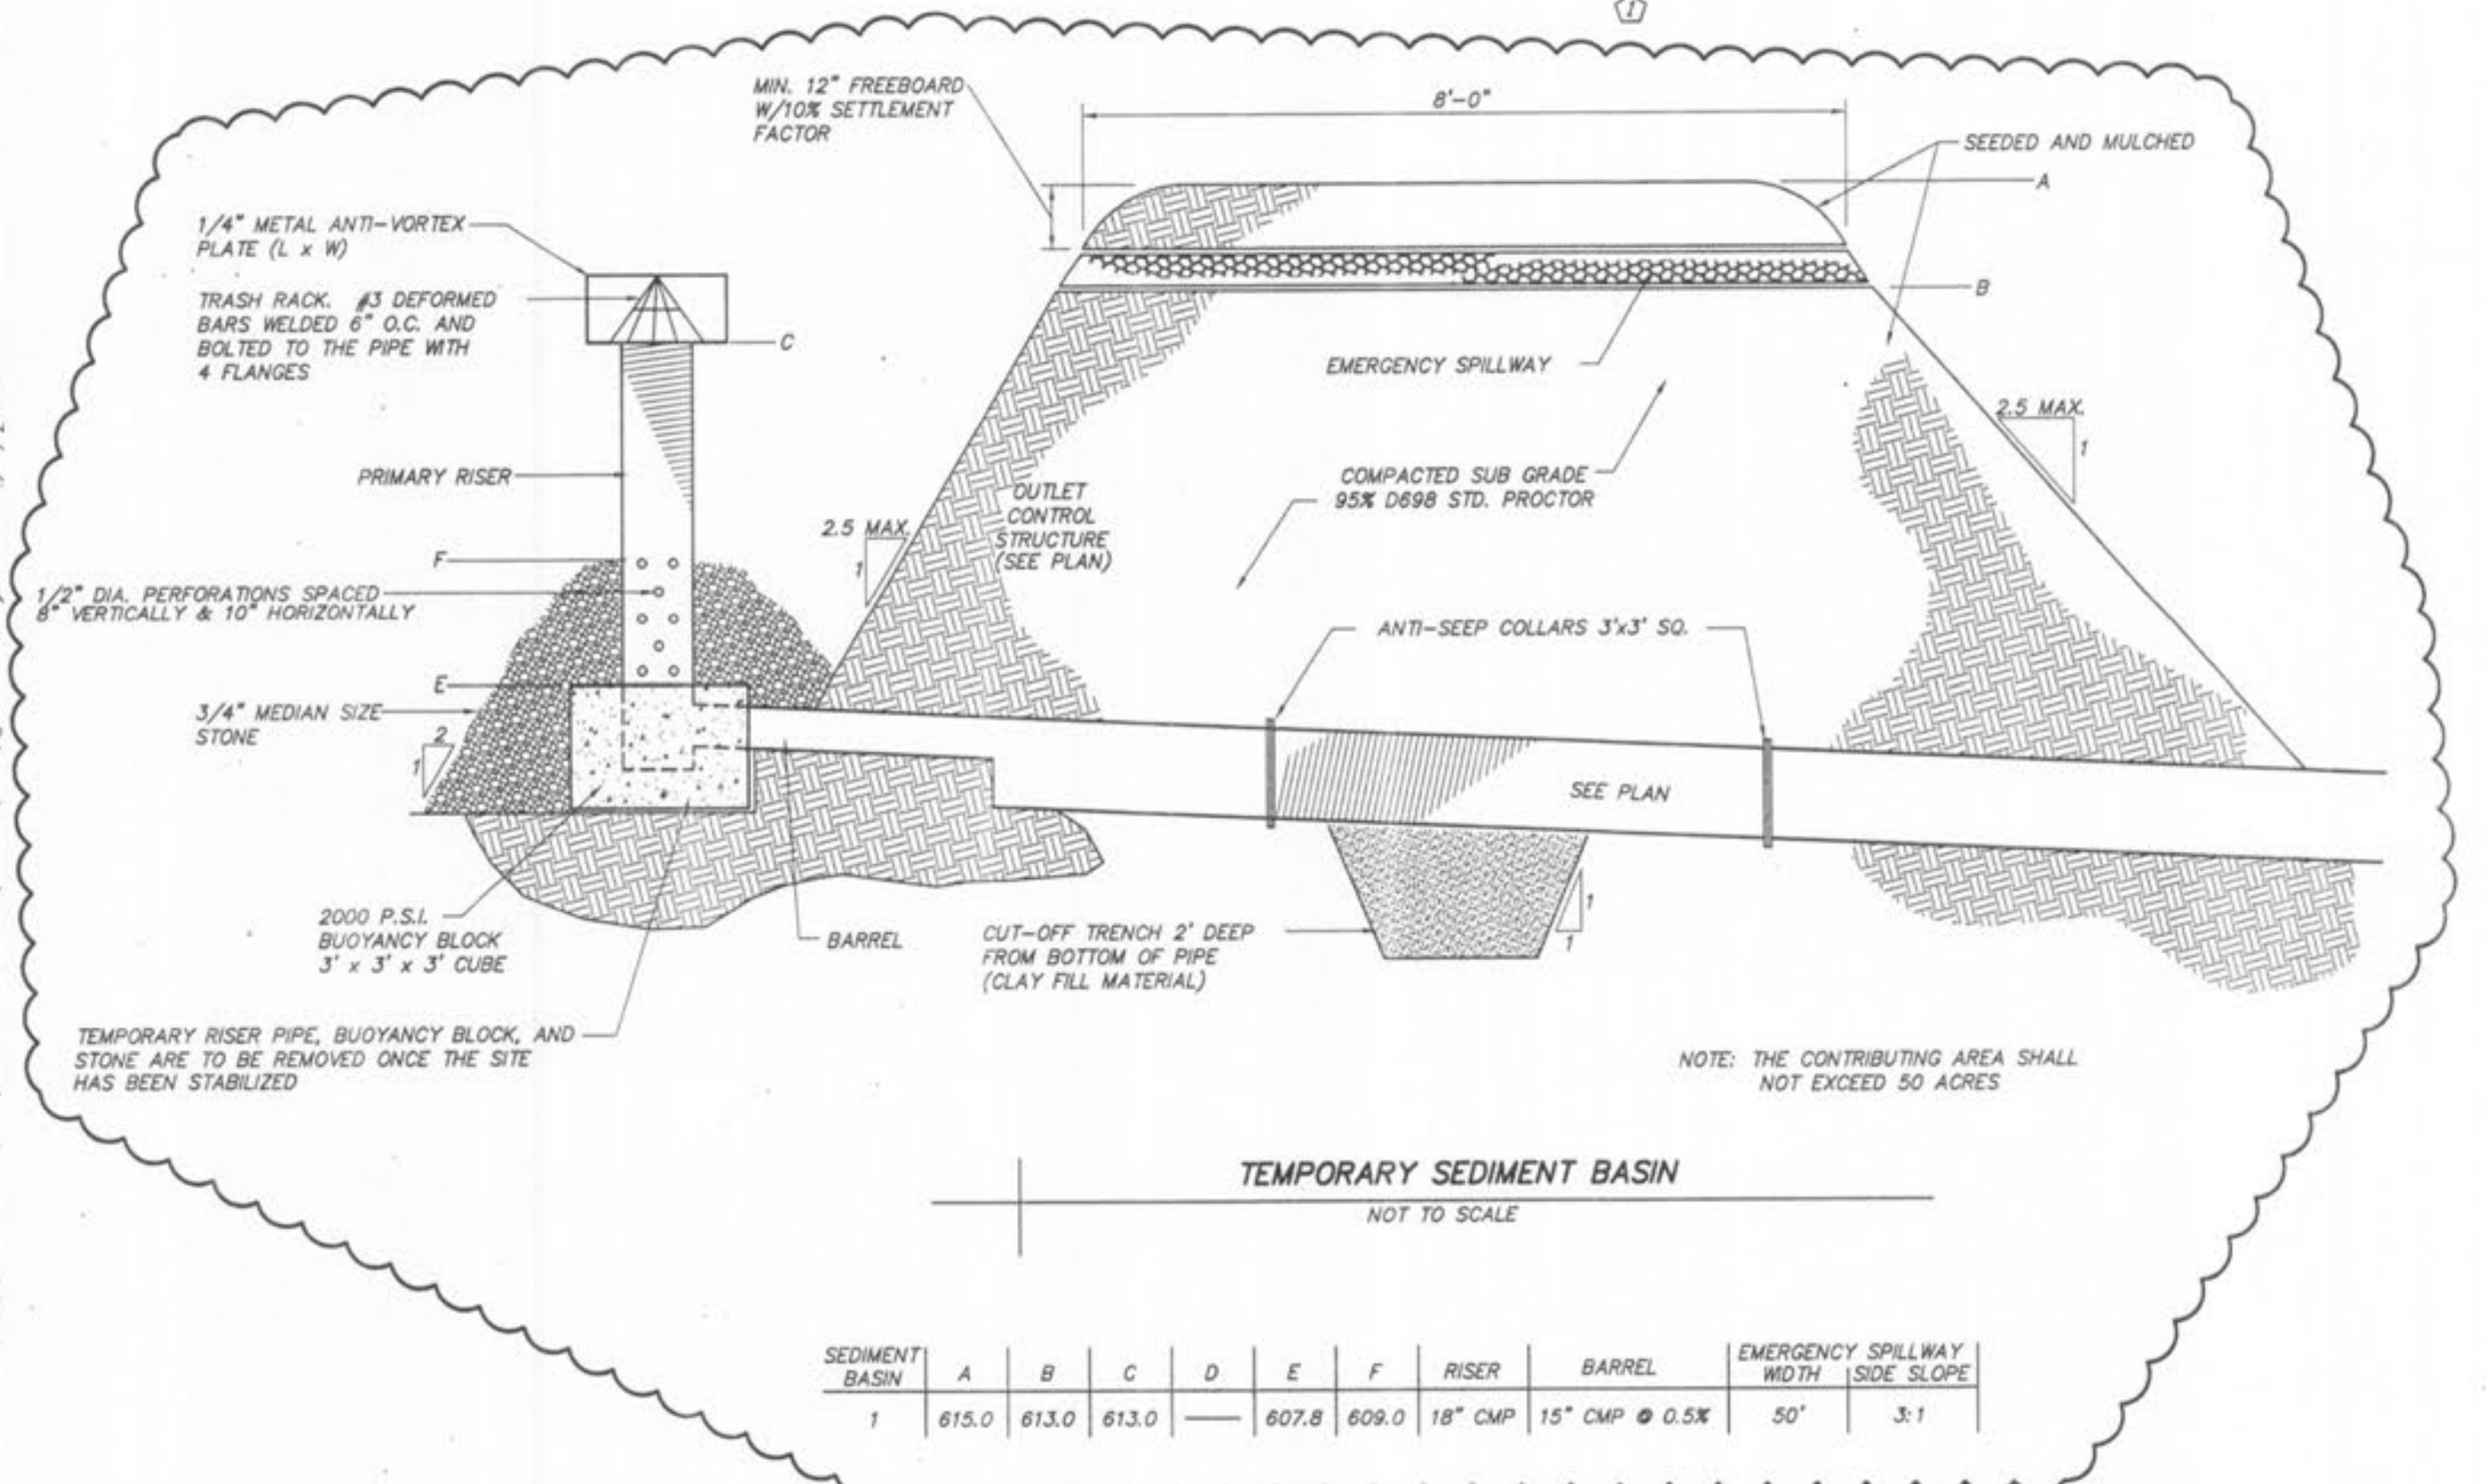 1
MIN. 12" FREEBOARD
W/10% SETTLEMENT
FACTOR
8'-0"
SEEDED AND MULCHED
A
1/4" METAL ANTI-VORTEX
PLATE (L x W)
TRASH RACK. #3 DEFORMED
BARS WELDED 6" O.C. AND
BOLTED TO THE PIPE WITH
4 FLANGES
C
B
EMERGENCY SPILLWAY
2.5 MAX.
1
PRIMARY RISER
OUTLET
CONTROL
STRUCTURE
(SEE PLAN)
COMPACTED SUB GRADE
95% D698 STD. PROCTOR
2.5 MAX.
1
F
1/2" DIA. PERFORATIONS SPACED
8" VERTICALLY & 10" HORIZONTALLY
ANTI-SEEP COLLARS 3'x3' SQ.
E
3/4" MEDIAN SIZE
STONE
2
1
SEE PLAN
2000 P.S.I.
BUOYANCY BLOCK
3' x 3' x 3' CUBE
BARREL
CUT-OFF TRENCH 2' DEEP
FROM BOTTOM OF PIPE
(CLAY FILL MATERIAL)
1
1
TEMPORARY RISER PIPE, BUOYANCY BLOCK, AND
STONE ARE TO BE REMOVED ONCE THE SITE
HAS BEEN STABILIZED
NOTE: THE CONTRIBUTING AREA SHALL
NOT EXCEED 50 ACRES
TEMPORARY SEDIMENT BASIN
NOT TO SCALE
SEDIMENT BASIN A B C D E F RISER BARREL EMERGENCY SPILLWAY
WIDTH SIDE SLOPE
1 615.0 613.0 613.0 —— 607.8 609.0 18" CMP 15" CMP @ 0.5% 50' 3:1